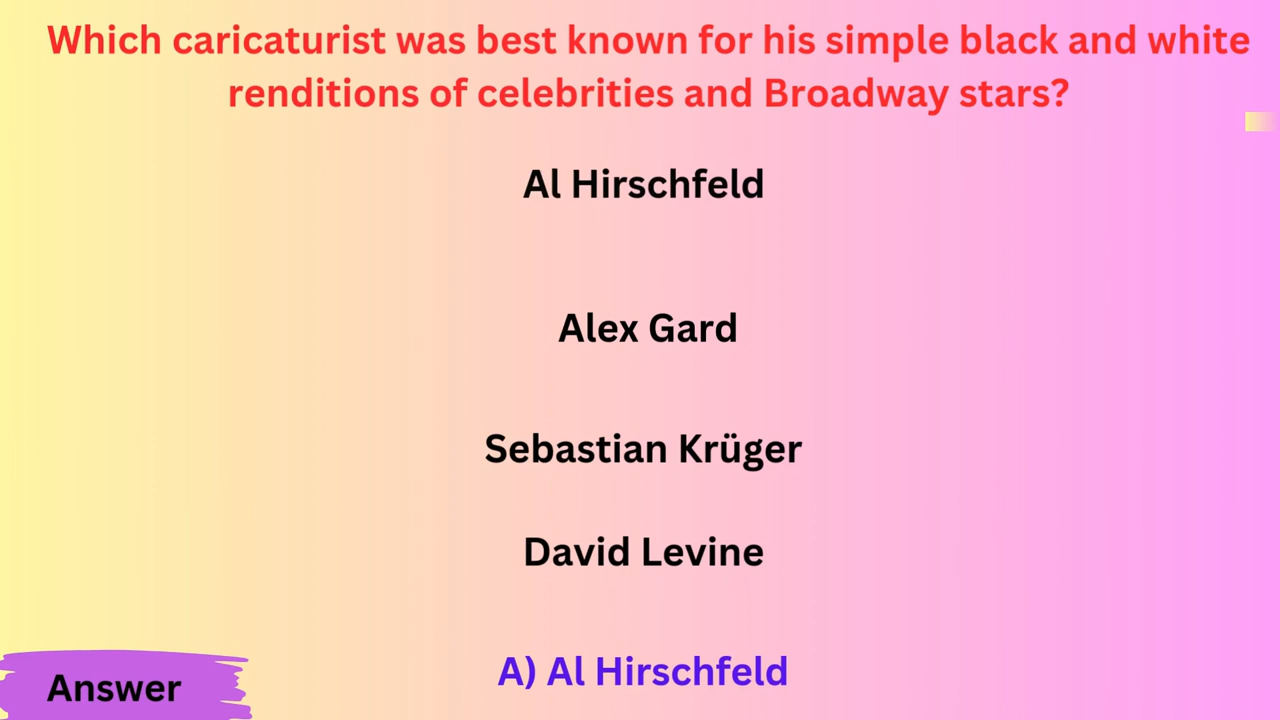 Which caricaturist was best known for his simple black and white
renditions of celebrities and Broadway stars?
Al Hirschfeld
Alex Gard
Sebastian Krüger
David Levine
A) Al Hirschfeld
Answer